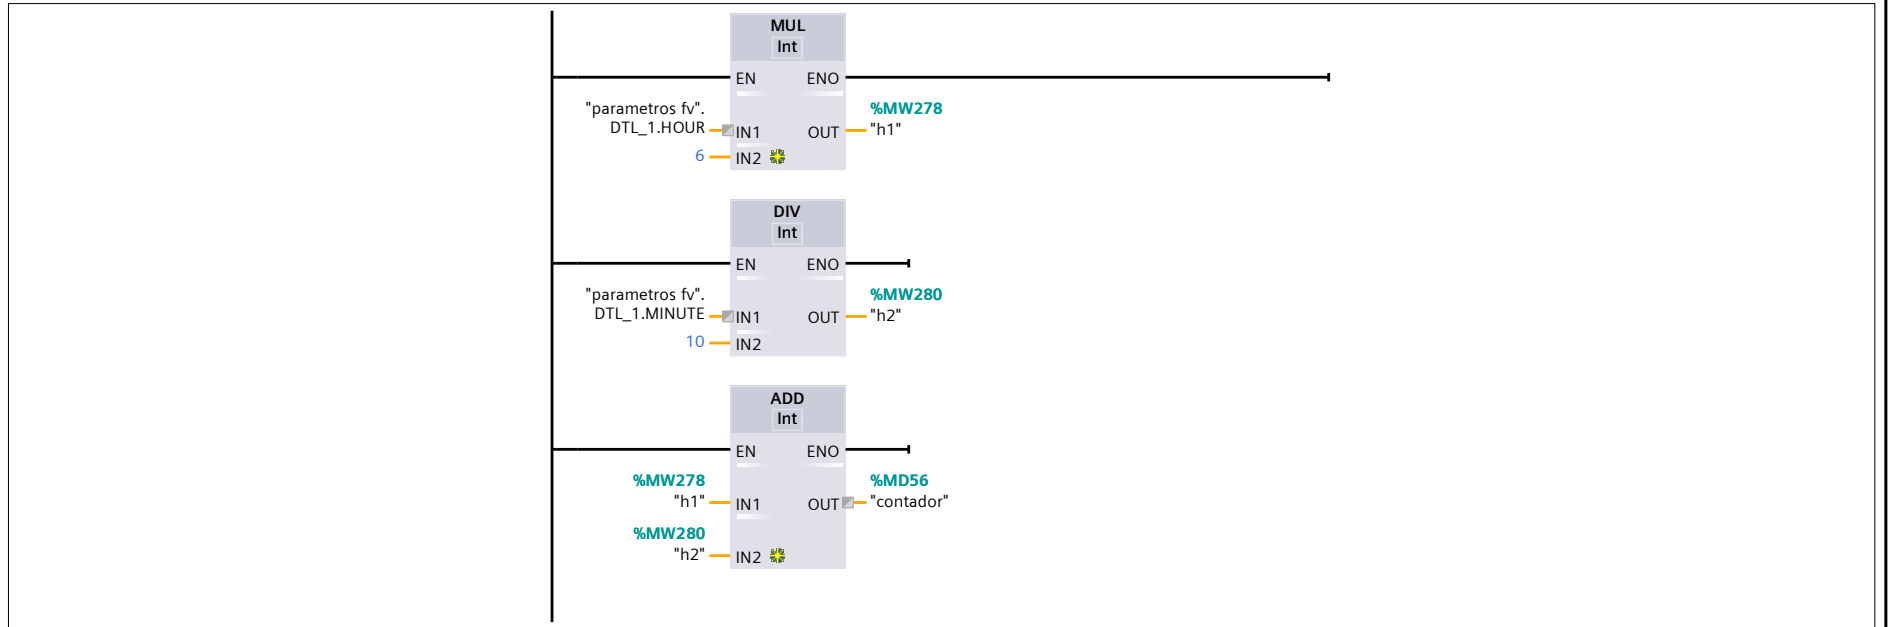 MUL
Int
EN ENO
"parametros fv".
DTL_1.HOUR IN1
%MW278
OUT "h1"
6 IN2
DIV
Int
EN ENO
"parametros fv".
DTL_1.MINUTE IN1
%MW280
OUT "h2"
10 IN2
ADD
Int
EN ENO
%MW278
"h1" IN1
%MD56
OUT "contador"
%MW280
"h2" IN2